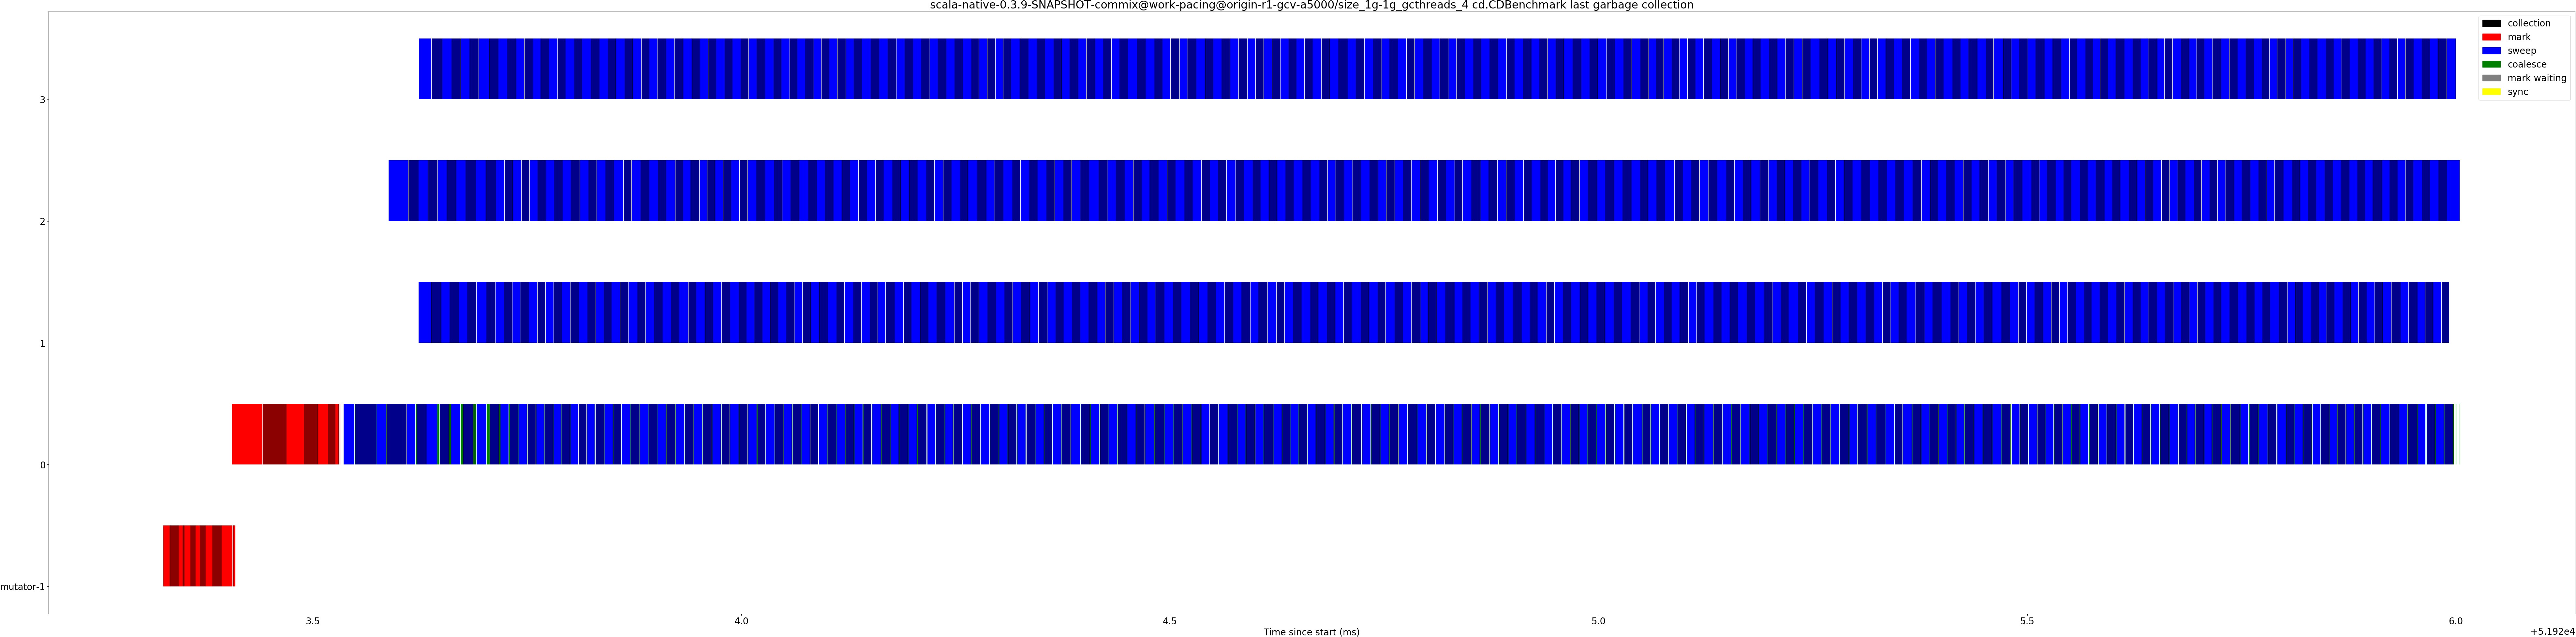 scala-native-0.3.9-SNAPSHOT-commix@work-pacing@origin-r1-gcv-a5000/size_1g-1g_gcthreads_4 cd.CDBenchmark last garbage collection
collection
mark
sweep
coalesce
mark waiting
sync
3
2
1
0
mutator-1
3.5 4.0 4.5 5.0 5.5 6.0
Time since start (ms)
+5.192e4